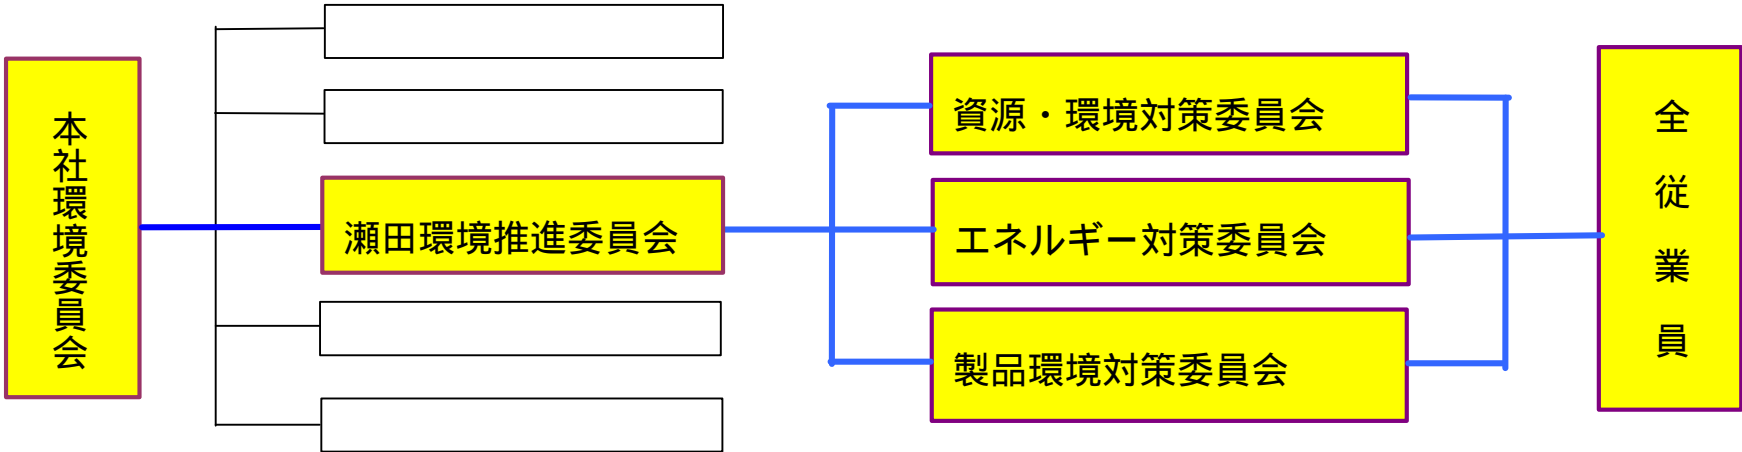 本社環境委員会
瀬田環境推進委員会
資源・環境対策委員会
エネルギー対策委員会
製品環境対策委員会
全従業員